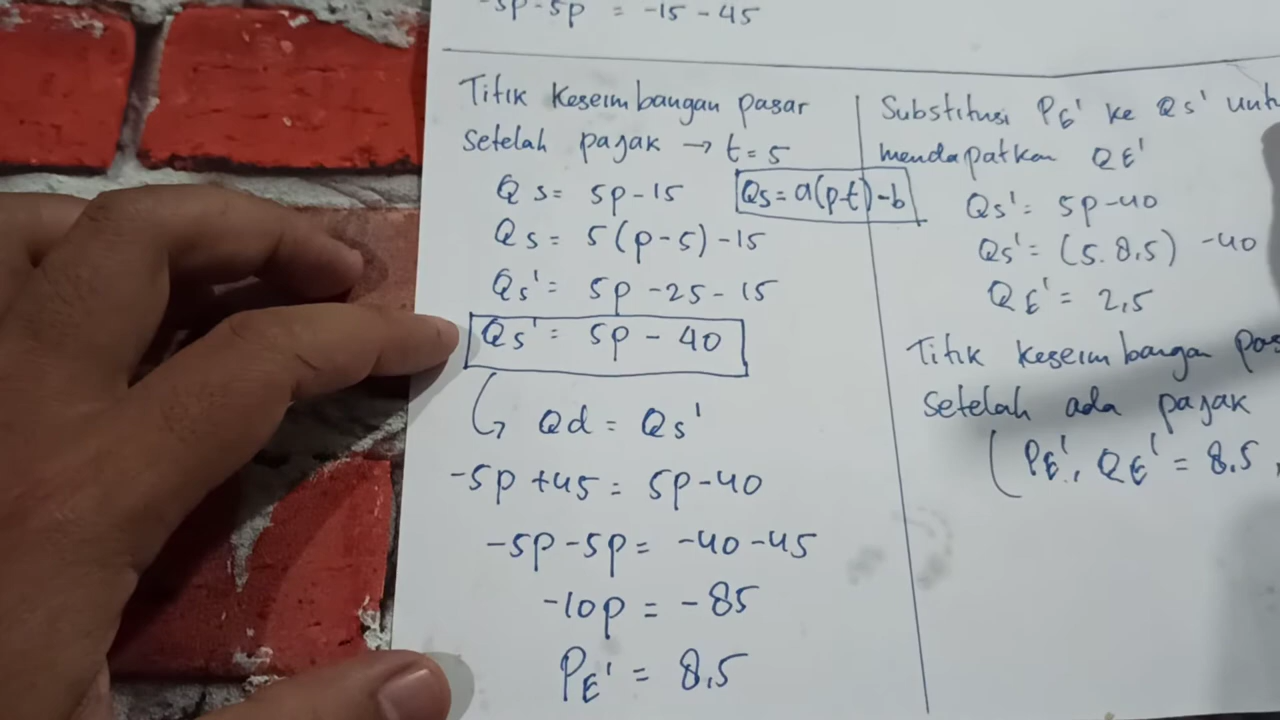 -5p-5p = -15-45
Titik Keseimbangan pasar
setelah pajak → t=5
Qs = 5p-15
Qs=a(p-t)-b
Qs = 5(p-5)-15
Qs' = 5p-25-15
Qs' = 5p-40
Qd = Qs'
-5p+45 = 5p-40
-5p-5p = -40-45
-10p = -85
PE' = 8,5
Substitusi PE' ke Qs'
mendapatkan QE'
Qs' = 5p-40
Qs' = (5.8,5) -40
QE' = 2,5
Titik keseimbangan
setelah ada pajak
(PE', QE' = 8,5